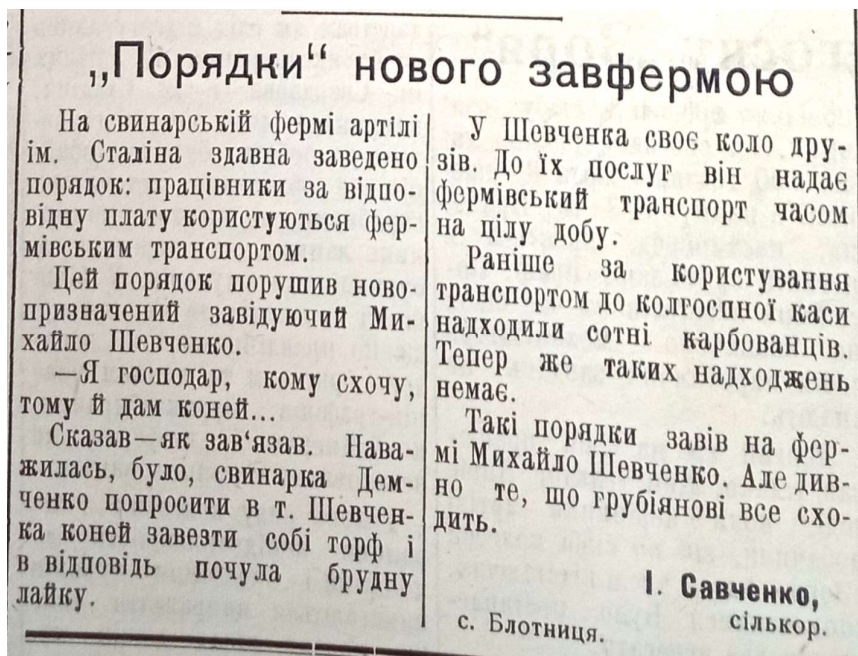 „Порядки“ нового завфермою
На свинарській фермі артілі
ім. Сталіна здавна заведено
порядок: працівники за відпо-
відну плату користуються фер-
мівським транспортом.
Цей порядок порушив ново-
призначений завідуючий Ми-
хайло Шевченко.
—Я господар, кому схочу,
тому й дам коней...
Сказав—як зав‘язав. Нава-
жилась, було, свинарка Дем-
ченко попросити в т. Шевчен-
ка коней завезти собі торф і
в відповідь почула брудну
лайку.
У Шевченка своє коло дру-
зів. До їх послуг він надає
фермівський транспорт часом
на цілу добу.
Раніше за користування
транспортом до колгоспної каси
надходили сотні карбованців.
Тепер же таких надходжень
немає.
Такі порядки завів на фер-
мі Михайло Шевченко. Але див-
но те, що грубіянові все схо-
дить.
І. Савченко,
сількор.
с. Блотниця.